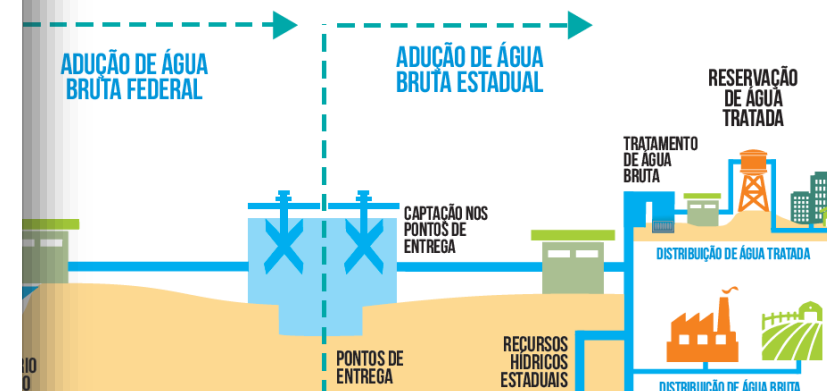 ADUÇÃO DE ÁGUA
BRUTA FEDERAL
ADUÇÃO DE ÁGUA
BRUTA ESTADUAL
RESERVAÇÃO
DE ÁGUA
TRATADA
TRATAMENTO
DE ÁGUA
BRUTA
CAPTAÇÃO NOS
PONTOS DE
ENTREGA
DISTRIBUIÇÃO DE ÁGUA TRATADA
PONTOS DE
ENTREGA
RECURSOS
HÍDRICOS
ESTADUAIS
DISTRIBUIÇÃO DE ÁGUA BRUTA